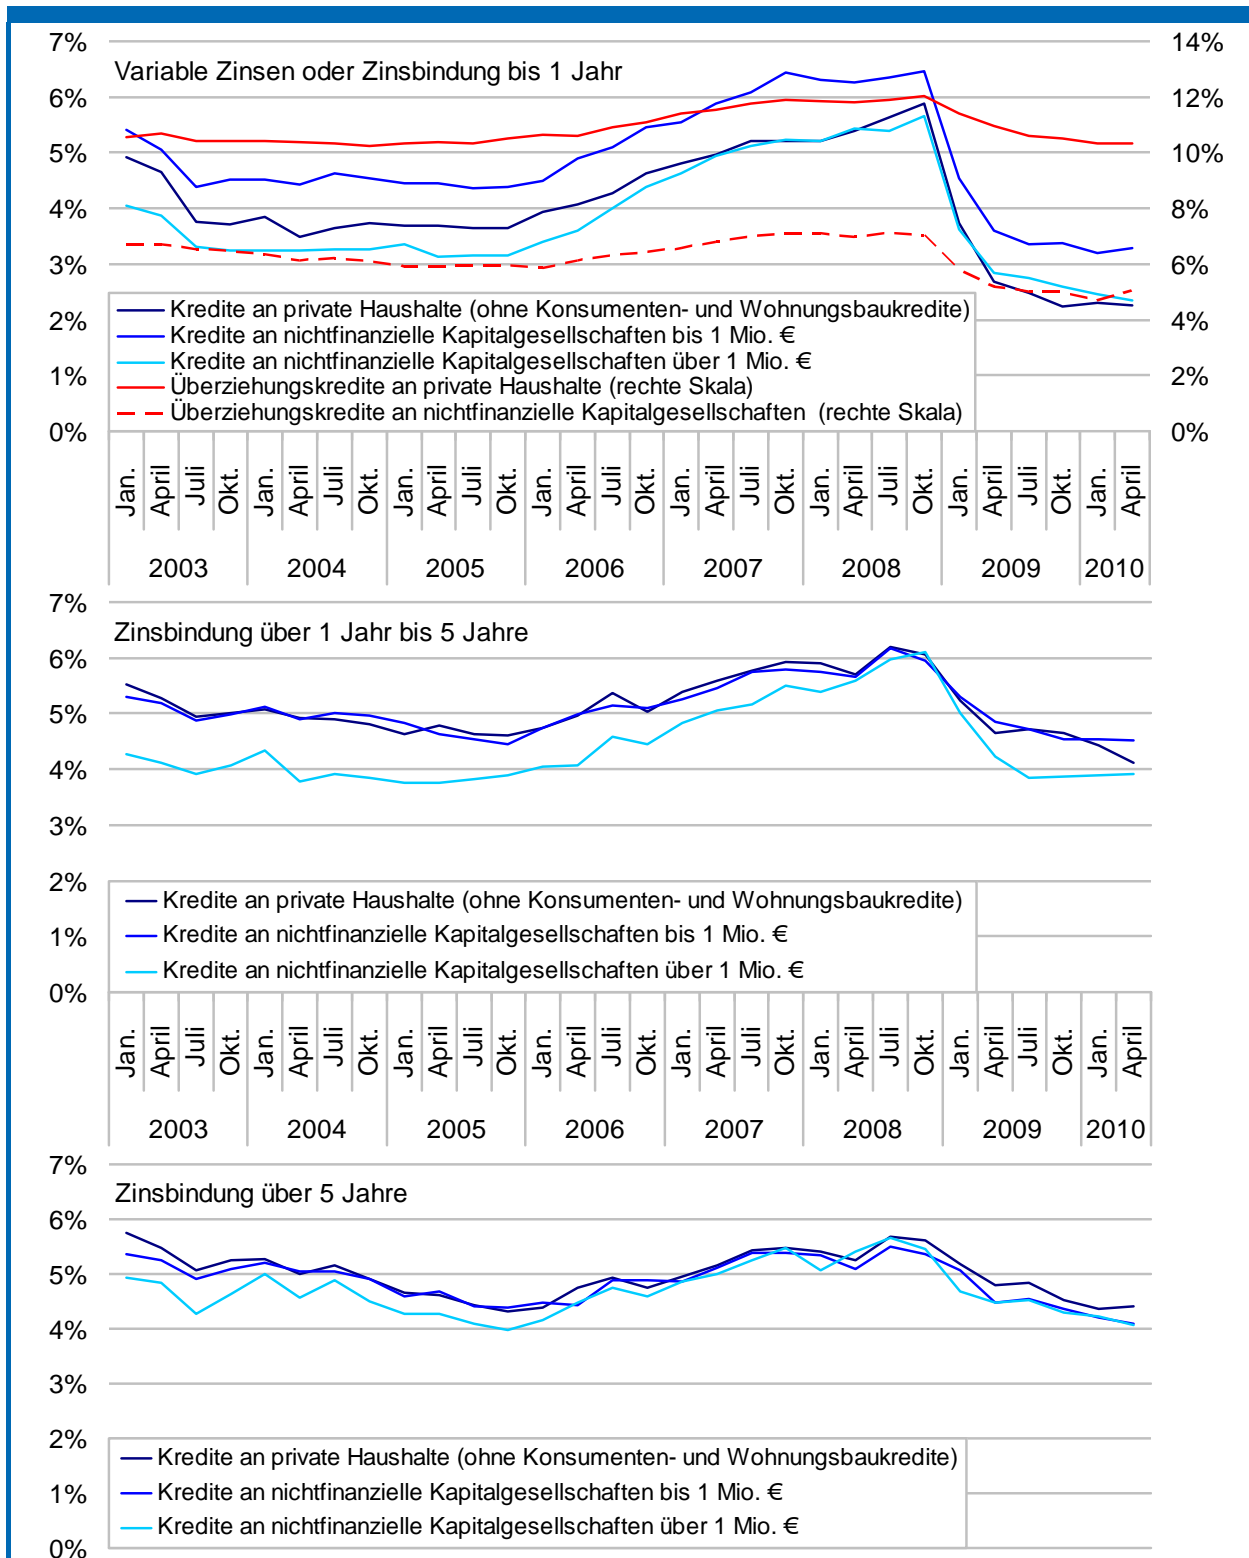 7% 14%
Variable Zinsen oder Zinsbindung bis 1 Jahr
6% 12%
5% 10%
4% 8%
3% 6%
Kredite an private Haushalte (ohne Konsumenten- und Wohnungsbaukredite)
2% 4%
Kredite an nichtfinanzielle Kapitalgesellschaften bis 1 Mio. €
Kredite an nichtfinanzielle Kapitalgesellschaften über 1 Mio. €
1% 2%
Überziehungskredite an private Haushalte (rechte Skala)
Überziehungskredite an nichtfinanzielle Kapitalgesellschaften (rechte Skala)
0% 0%
Jan. April Juli Okt. Jan. April Juli Okt. Jan. April Juli Okt. Jan. April Juli Okt. Jan. April Juli Okt. Jan. April Juli Okt. Jan. April Juli Okt. Jan. April
2003 2004 2005 2006 2007 2008 2009 2010
7%
Zinsbindung über 1 Jahr bis 5 Jahre
6%
5%
4%
3%
2%
Kredite an private Haushalte (ohne Konsumenten- und Wohnungsbaukredite)
1%
Kredite an nichtfinanzielle Kapitalgesellschaften bis 1 Mio. €
Kredite an nichtfinanzielle Kapitalgesellschaften über 1 Mio. €
0%
Jan. April Juli Okt. Jan. April Juli Okt. Jan. April Juli Okt. Jan. April Juli Okt. Jan. April Juli Okt. Jan. April Juli Okt. Jan. April Juli Okt. Jan. April
2003 2004 2005 2006 2007 2008 2009 2010
7%
Zinsbindung über 5 Jahre
6%
5%
4%
3%
2%
Kredite an private Haushalte (ohne Konsumenten- und Wohnungsbaukredite)
1%
Kredite an nichtfinanzielle Kapitalgesellschaften bis 1 Mio. €
Kredite an nichtfinanzielle Kapitalgesellschaften über 1 Mio. €
0%